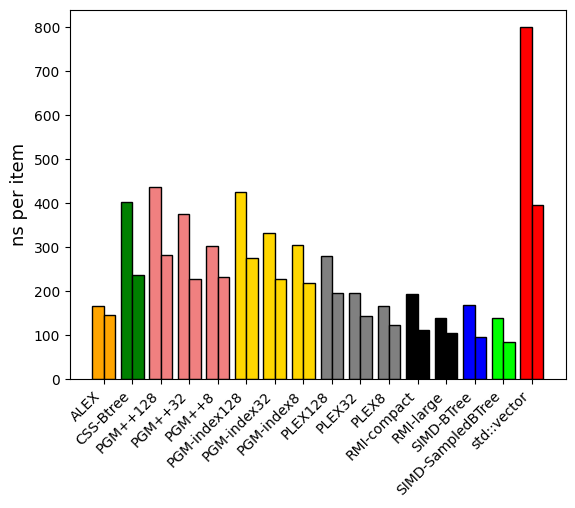 ns per item
800
700
600
500
400
300
200
100
0
ALEX
CSS-Btree
PGM++128
PGM++32
PGM++8
PGM-index128
PGM-index32
PGM-index8
PLEX128
PLEX32
PLEX8
RMI-compact
RMI-large
SIMD-BTree
SIMD-SampledBTree
std::vector